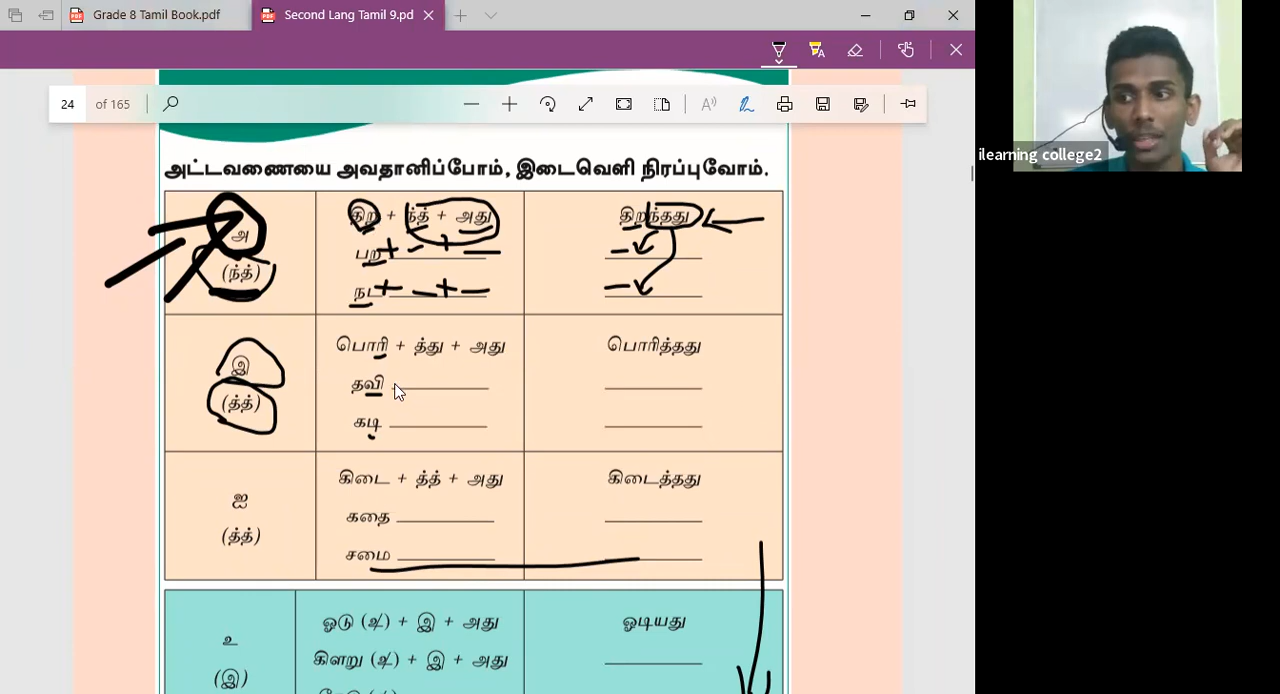 Grade 8 Tamil Book.pdf
Second Lang Tamil 9.pd
24 of 165
ilearning college2
அட்டவணையை அவதானிப்போம், இடைவெளி நிரப்புவோம்.
அ
(ந்த்)
திற + ந்த் + அது
திறந்தது
பற
நட
இ
(த்த்)
பொரி + த்து + அது
பொரித்தது
தவி
கடி
ஐ
(த்த்)
கிடை + த்த் + அது
கிடைத்தது
கதை
சமை
உ
(இ)
ஓடு (உ) + இ + அது
ஓடியது
கிளறு (உ) + இ + அது